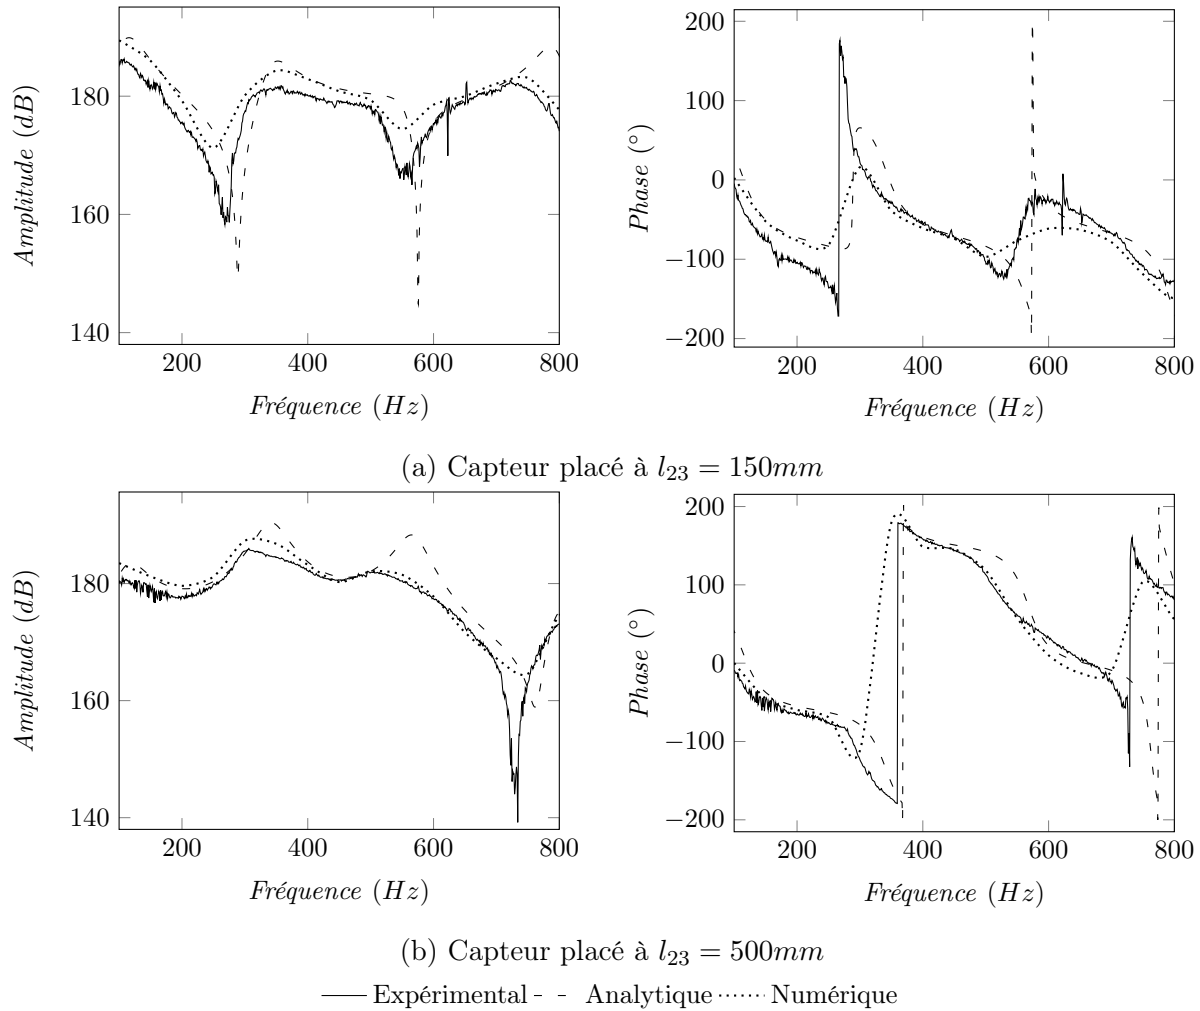 180
160
140
200
400
600
800
Amplitude (dB)
Fréquence (Hz)
200
100
0
−100
−200
200
400
600
800
Phase (°)
Fréquence (Hz)
(a) Capteur placé à l23 = 150mm
180
160
140
200
400
600
800
Amplitude (dB)
Fréquence (Hz)
200
100
0
−100
−200
200
400
600
800
Phase (°)
Fréquence (Hz)
(b) Capteur placé à l23 = 500mm
Expérimental
Analytique
Numérique